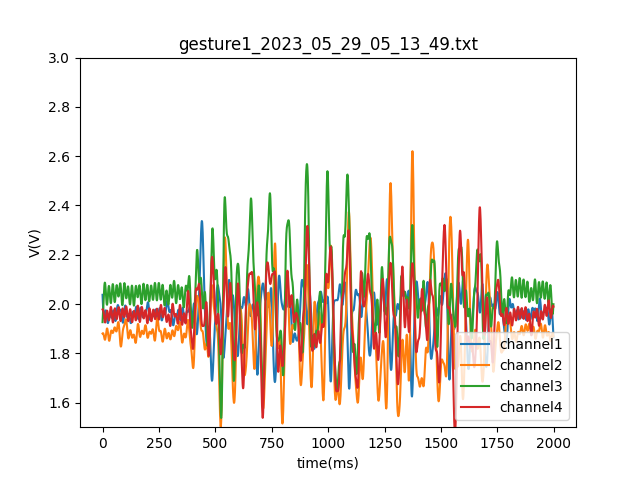 gesture1_2023_05_29_05_13_49.txt
3.0
2.8
2.6
2.4
2.2
2.0
1.8
1.6
V(V)
channel1
channel2
channel3
channel4
0 250 500 750 1000 1250 1500 1750 2000
time(ms)